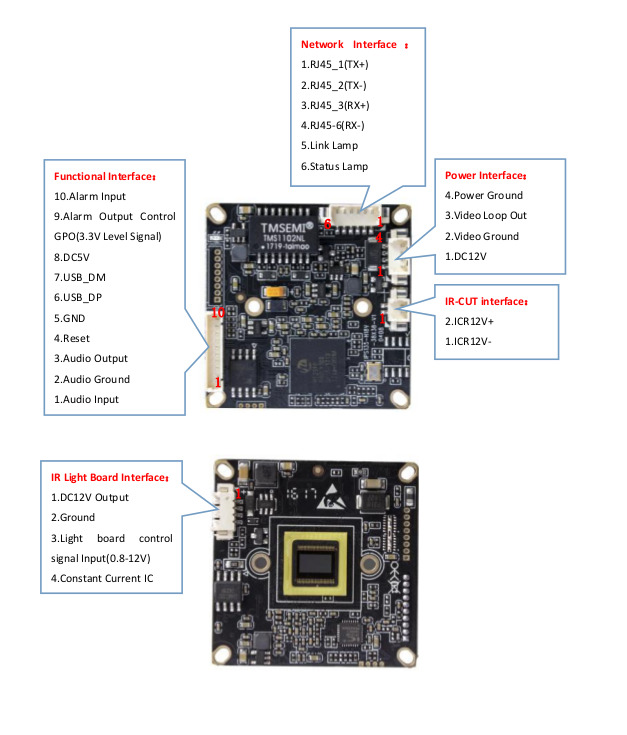 Network Interface：
1.RJ45_1(TX+)
2.RJ45_2(TX-)
3.RJ45_3(RX+)
4.RJ45-6(RX-)
5.Link Lamp
6.Status Lamp
Functional Interface：
10.Alarm Input
9.Alarm Output Control
GPO(3.3V Level Signal)
8.DC5V
7.USB_DM
6.USB_DP
5.GND
4.Reset
3.Audio Output
2.Audio Ground
1.Audio Input
Power Interface：
4.Power Ground
3.Video Loop Out
2.Video Ground
1.DC12V
IR-CUT interface：
2.ICR12V+
1.ICR12V-
6
1
4
1
1
10
1
TMSEMI®
TMS1102NL
IR Light Board Interface：
1.DC12V Output
2.Ground
3.Light board control
signal Input(0.8-12V)
4.Constant Current IC
1
1617